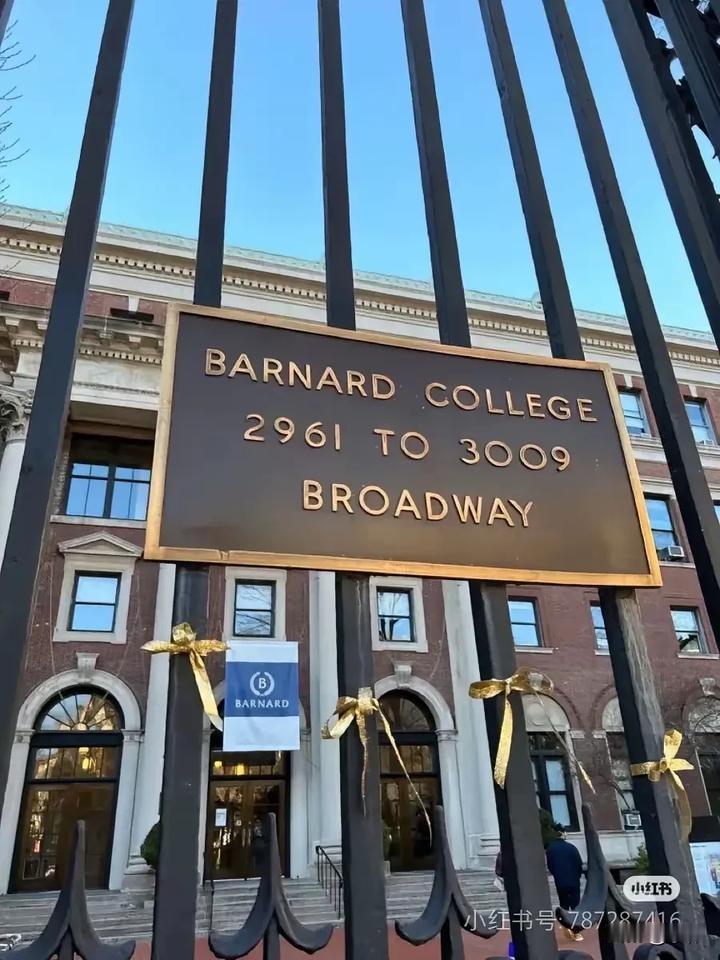 BARNARD COLLEGE
2961 TO 3009
BROADWAY
B
BARNARD
小红书
小红书号:787287416